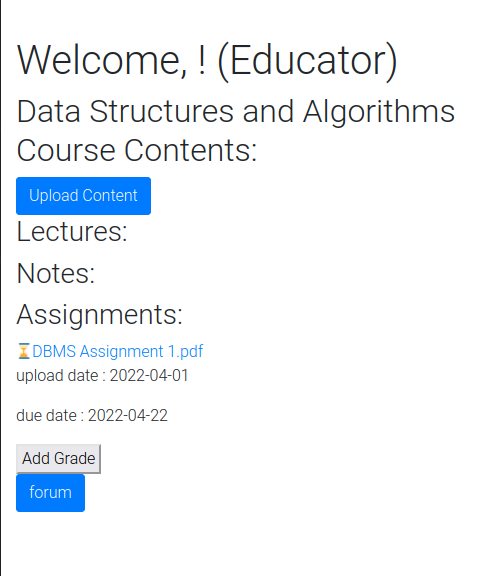 Welcome, ! (Educator)
Data Structures and Algorithms
Course Contents:
Upload Content
Lectures:
Notes:
Assignments:
⌛DBMS Assignment 1.pdf
upload date : 2022-04-01
due date : 2022-04-22
Add Grade
forum